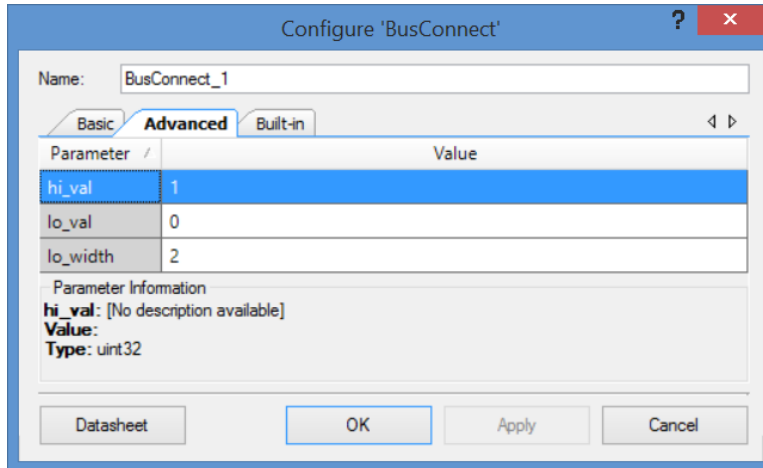 Configure 'BusConnect'
?
Name: BusConnect_1
Basic Advanced Built-in
Parameter Value
hi_val 1
lo_val 0
lo_width 2
Parameter Information
hi_val: [No description available]
Value:
Type: uint32
Datasheet OK Apply Cancel